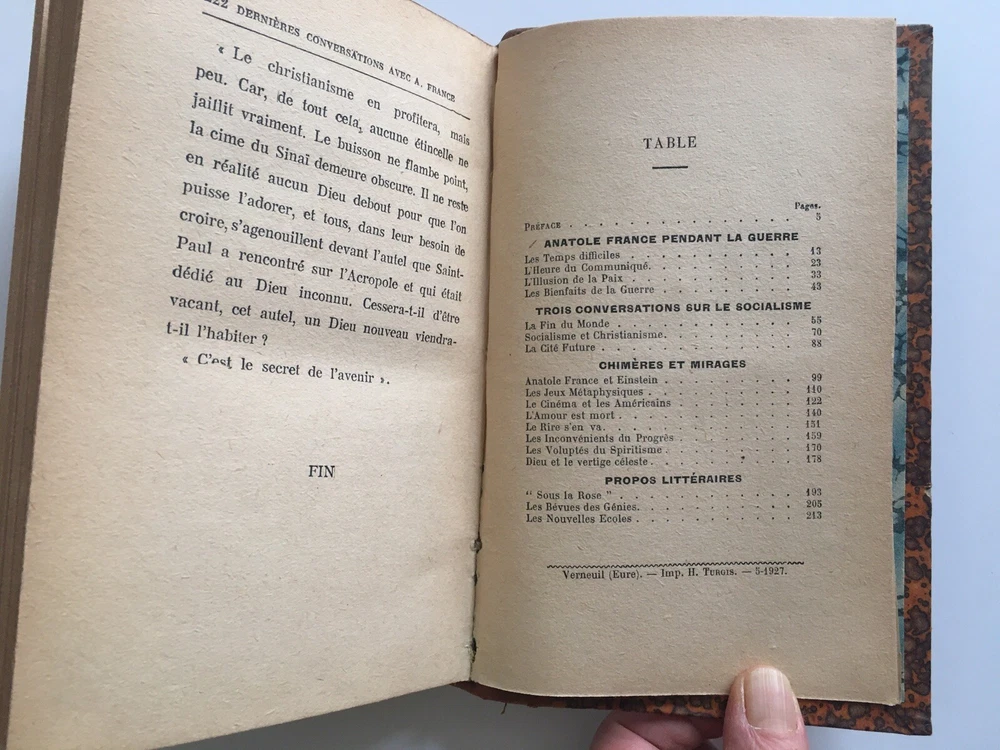 222 DERNIÈRES CONVERSATIONS AVEC A. FRANCE
« Le christianisme en profitera, mais
peu. Car, de tout cela, aucune étincelle ne
jaillit vraiment. Le buisson ne flambe point,
la cime du Sinaï demeure obscure. Il ne reste
en réalité aucun Dieu debout pour que l'on
puisse l'adorer, et tous, dans leur besoin de
croire, s'agenouillent devant l'autel que Saint-
Paul a rencontré sur l'Acropole et qui était
dédié au Dieu inconnu. Cessera-t-il d'être
vacant, cet autel, un Dieu nouveau viendra-
t-il l'habiter ?
« C'est le secret de l'avenir ».
FIN
TABLE
Pages.
PRÉFACE . . . . . . . . . . . . 5
ANATOLE FRANCE PENDANT LA GUERRE
Les Temps difficiles . . . . . . . . . 13
L'Heure du Communiqué. . . . . . . . 23
L'Illusion de la Paix . . . . . . . . . 33
Les Bienfaits de la Guerre . . . . . . . 43
TROIS CONVERSATIONS SUR LE SOCIALISME
La Fin du Monde . . . . . . . . . . 55
Socialisme et Christianisme. . . . . . . 70
La Cité Future . . . . . . . . . . . 88
CHIMÈRES ET MIRAGES
Anatole France et Einstein . . . . . . . 99
Les Jeux Métaphysiques . . . . . . . . 110
Le Cinéma et les Américains . . . . . . 122
L'Amour est mort . . . . . . . . . . 140
Le Rire s'en va. . . . . . . . . . . 151
Les Inconvénients du Progrès . . . . . . 159
Les Voluptés du Spiritisme . . . . . . . 170
Dieu et le vertige céleste . . . . . . . . 178
PROPOS LITTÉRAIRES
" Sous la Rose " . . . . . . . . . . 193
Les Bévues des Génies. . . . . . . . . 205
Les Nouvelles Ecoles . . . . . . . . . 213
Verneuil (Eure). — Imp. H. TURGIS. — 5-1927.